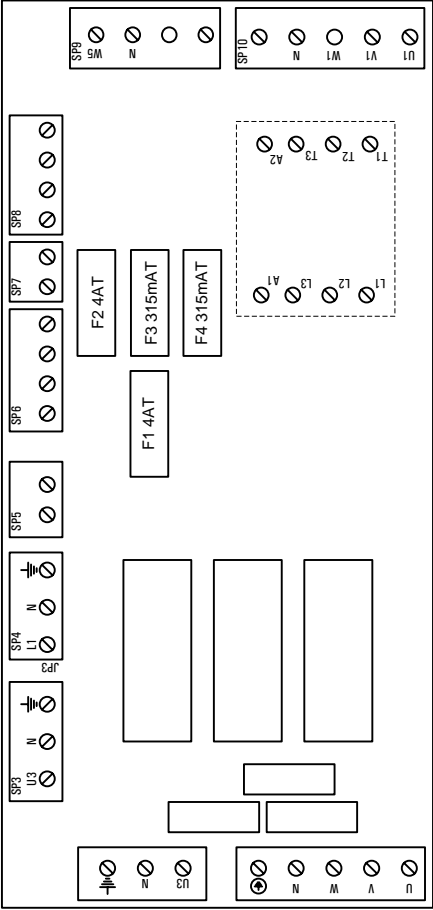 SP9
W5
N
SP10
N
W1
V1
U1
A2
T3
T2
T1
A1
L3
L2
L1
SP8
SP7
SP6
F2 4AT
F3 315mAT
F4 315mAT
F1 4AT
SP5
SP4
L1
N
JP3
SP3
U3
N
N
U3
N
W
V
U